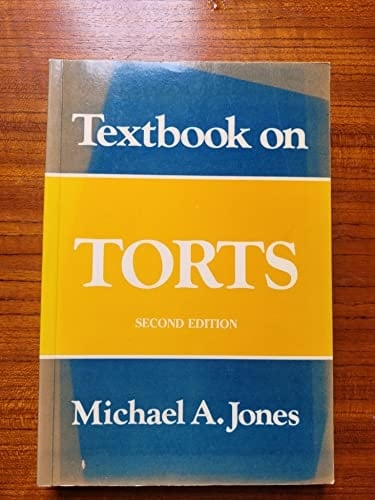 Textbook on
TORTS
SECOND EDITION
Michael A. Jones